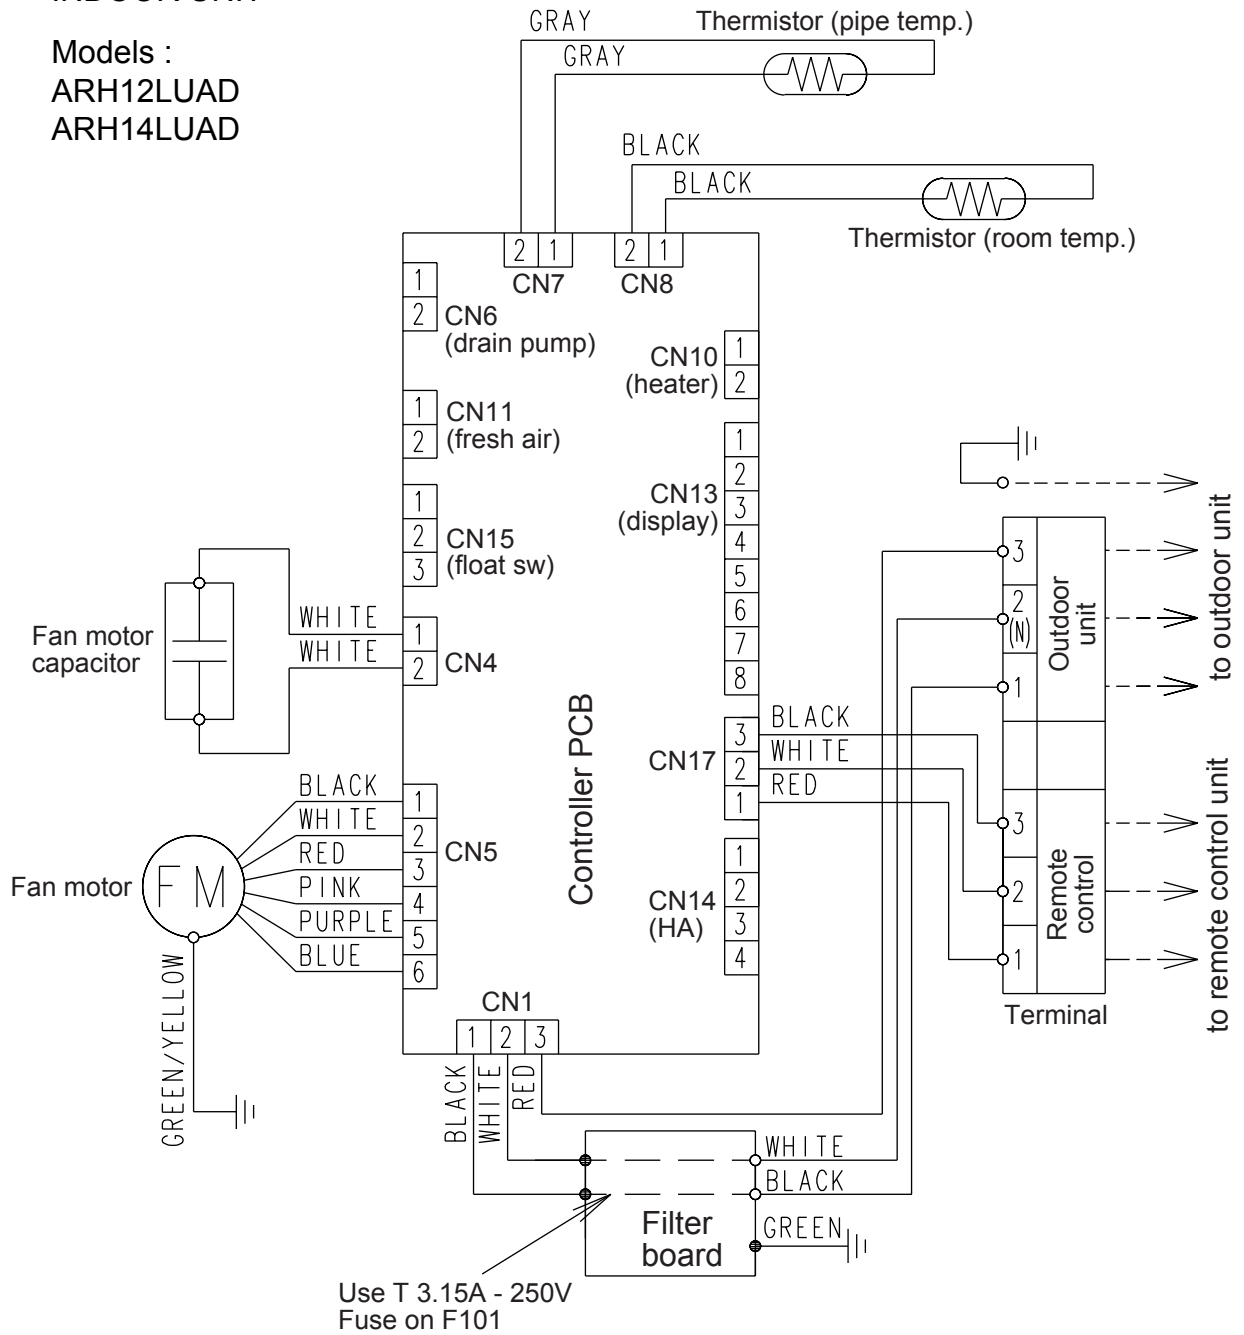 Models :
ARH12LUAD
ARH14LUAD
GRAY
GRAY
Thermistor (pipe temp.)
BLACK
BLACK
Thermistor (room temp.)
2 1
CN7
2 1
CN8
1
2
CN6
(drain pump)
1
2
CN11
(fresh air)
1
2
3
CN15
(float sw)
Fan motor
capacitor
WHITE
WHITE
1
2
CN4
Fan motor
FM
BLACK
WHITE
RED
PINK
PURPLE
BLUE
1
2
3
4
5
6
CN5
GREEN/YELLOW
Controller PCB
CN10
(heater)
1
2
CN13
(display)
1
2
3
4
5
6
7
8
CN17
3
2
1
BLACK
WHITE
RED
CN14
(HA)
1
2
3
4
CN1
1 2 3
BLACK
WHITE
RED
3
2
(N)
1
Outdoor
unit
3
2
1
Remote
control
Terminal
to outdoor unit
to remote control unit
WHITE
BLACK
GREEN
Filter
board
Use T 3.15A - 250V
Fuse on F101